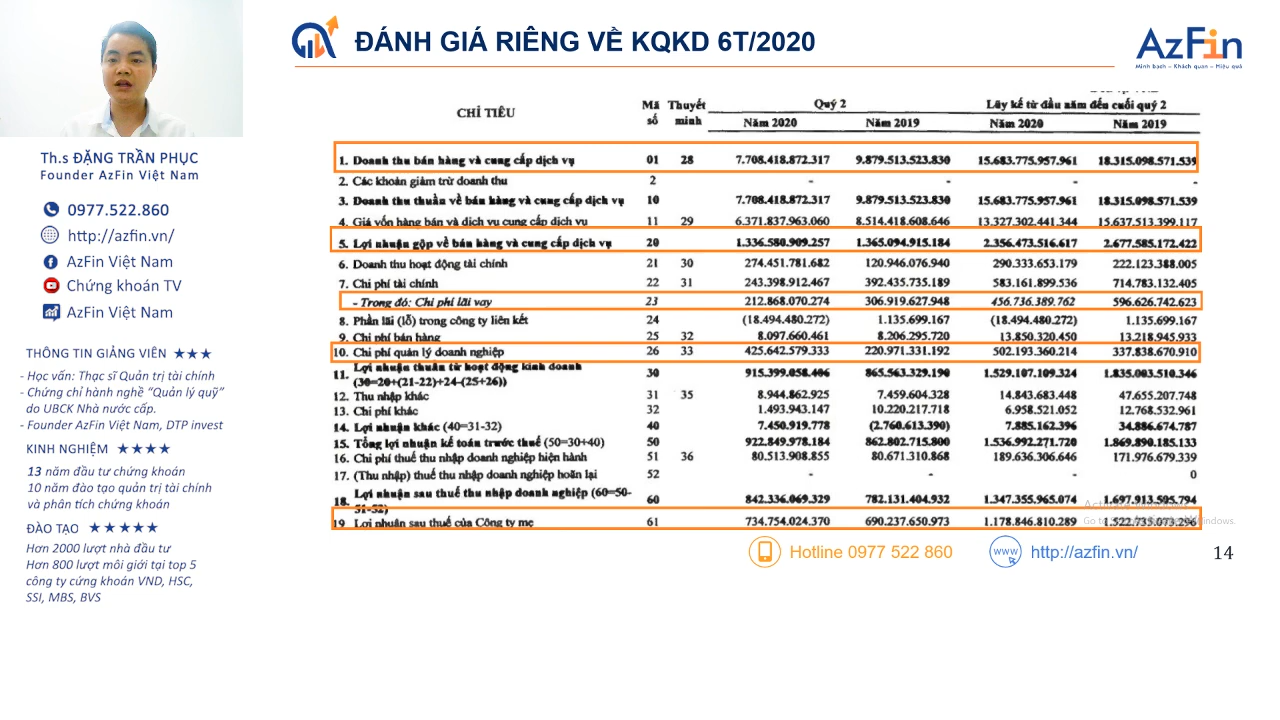 ĐÁNH GIÁ RIÊNG VỀ KQKD 6T/2020
AzFin
Minh bạch - Khách quan - Hiệu quả
Th.s ĐẶNG TRẦN PHỤC
Founder AzFin Việt Nam
0977.522.860
http://azfin.vn/
AzFin Việt Nam
Chứng khoán TV
AzFin Việt Nam
THÔNG TIN GIẢNG VIÊN ★★★
- Học vấn: Thạc sĩ Quản trị tài chính
- Chứng chỉ hành nghề “Quản lý quỹ”
do UBCK Nhà nước cấp.
- Founder AzFin Việt Nam, DTP invest
KINH NGHIỆM ★★★★
13 năm đầu tư chứng khoán
10 năm đào tạo quản trị tài chính
và phân tích chứng khoán
ĐÀO TẠO ★★★★★
Hơn 2000 lượt nhà đầu tư
Hơn 800 lượt môi giới tại top 5
công ty cứng khoán VND, HSC,
SSI, MBS, BVS
CHỈ TIÊU Mã số Thuyết minh Quý 2 Lũy kế từ đầu năm đến cuối quý 2
Năm 2020 Năm 2019 Năm 2020 Năm 2019
1. Doanh thu bán hàng và cung cấp dịch vụ 01 28 7.708.418.872.317 9.879.513.523.830 15.683.775.957.961 18.315.098.571.539
2. Các khoản giảm trừ doanh thu 2 - - - -
3. Doanh thu thuần về bán hàng và cung cấp dịch vụ 10 7.708.418.872.317 9.879.513.523.830 15.683.775.957.961 18.315.098.571.539
4. Giá vốn hàng bán và dịch vụ cung cấp dịch vụ 11 29 6.371.837.963.060 8.514.418.608.646 13.327.302.441.344 15.637.513.399.117
5. Lợi nhuận gộp về bán hàng và cung cấp dịch vụ 20 1.336.580.909.257 1.365.094.915.184 2.356.473.516.617 2.677.585.172.422
6. Doanh thu hoạt động tài chính 21 30 274.451.781.682 120.946.076.940 290.333.653.179 222.123.388.005
7. Chi phí tài chính 22 31 243.398.912.467 392.435.735.189 583.161.899.536 714.783.132.405
- Trong đó: Chi phí lãi vay 23 212.868.070.274 306.919.627.948 456.736.389.762 596.626.742.623
8. Phần lãi (lỗ) trong công ty liên kết 24 (18.494.480.272) 1.135.699.167 (18.494.480.272) 1.135.699.167
9. Chi phí bán hàng 25 32 8.097.660.461 8.206.295.720 13.850.320.450 13.218.945.933
10. Chi phí quản lý doanh nghiệp 26 33 425.642.579.333 220.971.331.192 502.193.360.214 337.838.670.910
11. Lợi nhuận thuần từ hoạt động kinh doanh
(30=20+(21-22)+24-(25+26)) 30 915.399.058.406 865.563.329.190 1.529.107.109.324 1.835.003.510.346
12. Thu nhập khác 31 35 8.944.862.925 7.459.604.328 14.843.683.448 47.655.207.748
13. Chi phí khác 32 1.493.943.147 10.220.217.718 6.958.521.052 12.768.532.961
14. Lợi nhuận khác (40=31-32) 40 7.450.919.778 (2.760.613.390) 7.885.162.396 34.886.674.787
15. Tổng lợi nhuận kế toán trước thuế (50=30+40) 50 922.849.978.184 862.802.715.800 1.536.992.271.720 1.869.890.185.133
16. Chi phí thuế thu nhập doanh nghiệp hiện hành 51 36 80.513.908.855 80.671.310.868 189.636.306.646 171.976.679.339
17. (Thu nhập) thuế thu nhập doanh nghiệp hoãn lại 52 - - - 0
18. Lợi nhuận sau thuế thu nhập doanh nghiệp (60=50-
51-52) 60 842.336.069.329 782.131.404.932 1.347.355.965.074 1.697.913.505.794
19 Lợi nhuận sau thuế của Công ty mẹ 61 734.754.024.370 690.237.650.973 1.178.846.810.289
Hotline 0977 522 860
www
http://azfin.vn/
14